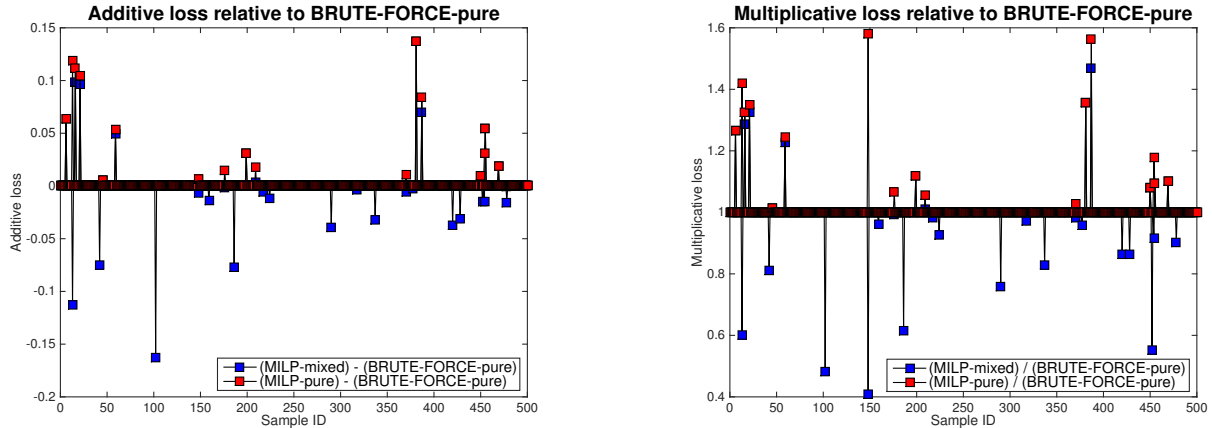 Additive loss relative to BRUTE-FORCE-pure
0.15
0.1
0.05
0
-0.05
-0.1
-0.15
-0.2
Additive loss
(MILP-mixed) - (BRUTE-FORCE-pure)
(MILP-pure) - (BRUTE-FORCE-pure)
0 50 100 150 200 250 300 350 400 450 500
Sample ID
Multiplicative loss relative to BRUTE-FORCE-pure
1.6
1.4
1.2
1
0.8
0.6
0.4
Multiplicative loss
(MILP-mixed) / (BRUTE-FORCE-pure)
(MILP-pure) / (BRUTE-FORCE-pure)
0 50 100 150 200 250 300 350 400 450 500
Sample ID